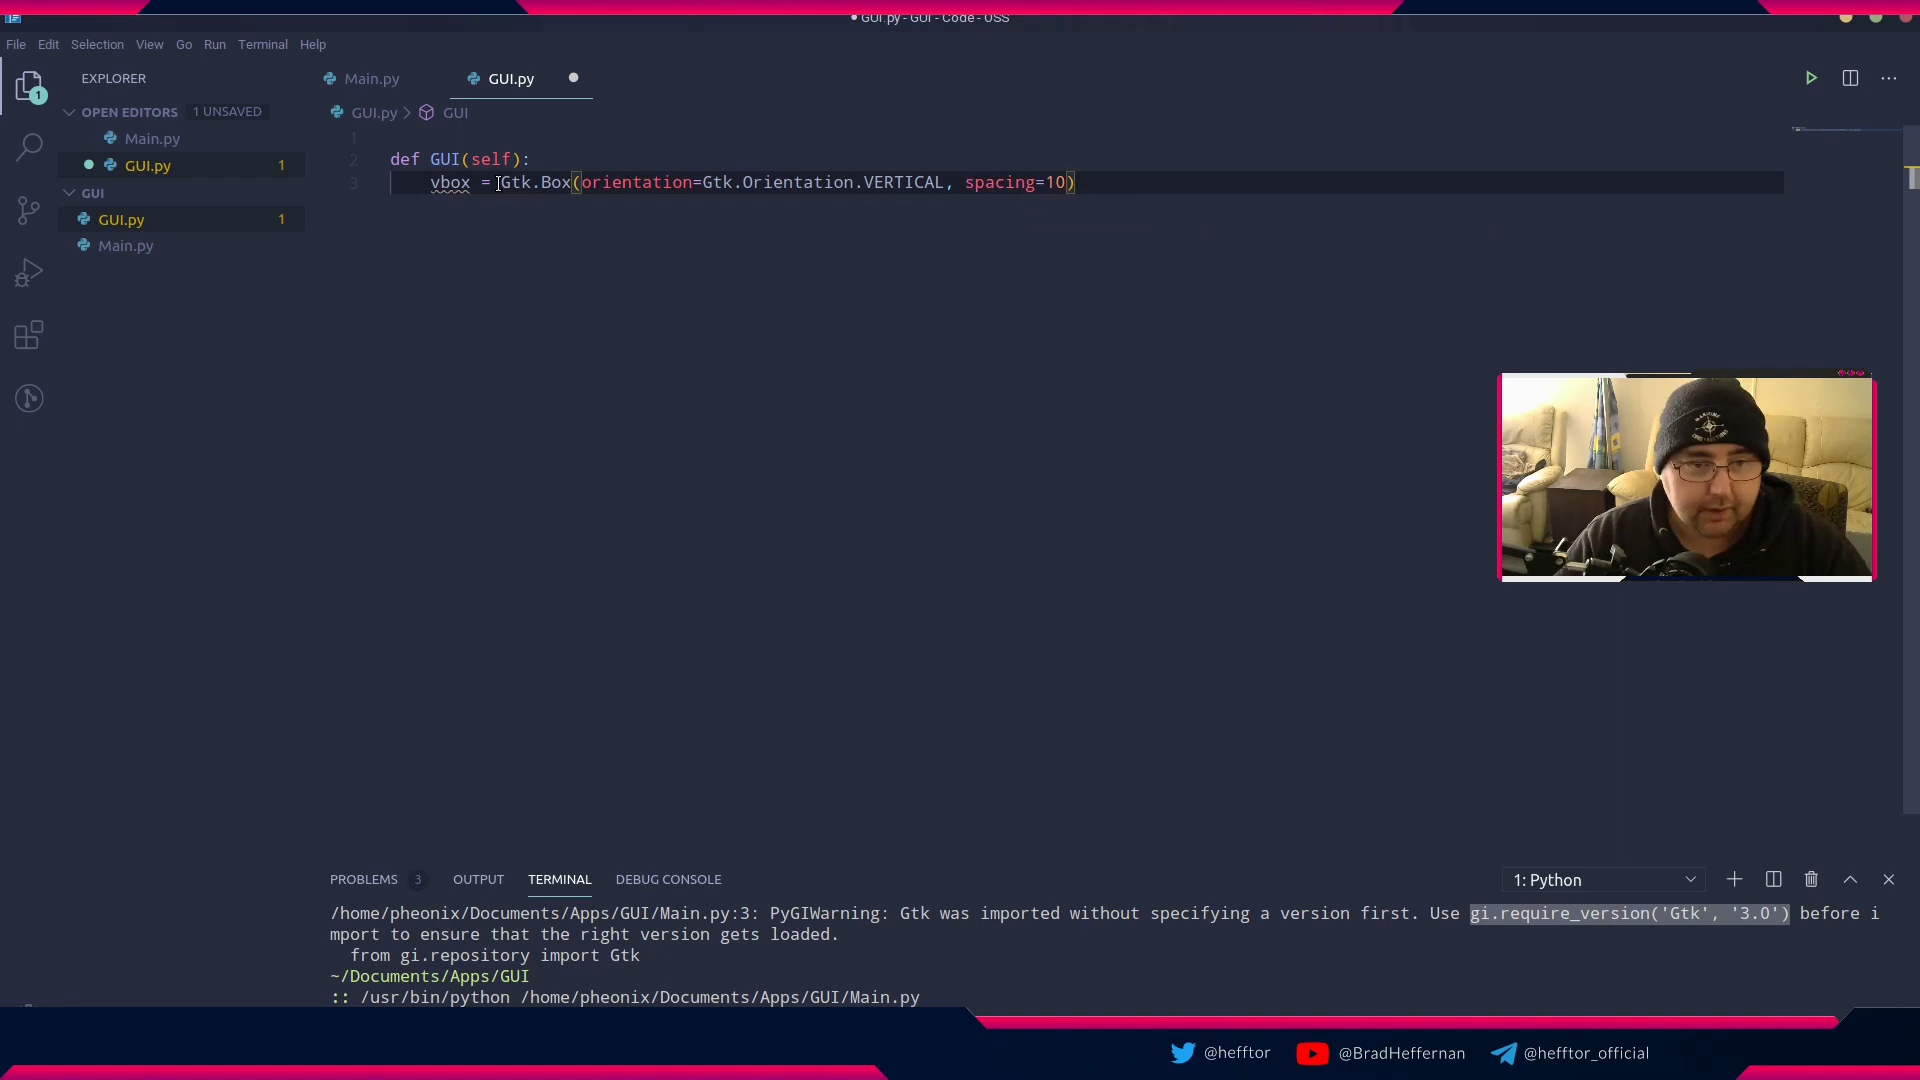 GUI.py - GUI - Code - OSS
File Edit Selection View Go Run Terminal Help
EXPLORER
Main.py
GUI.py
OPEN EDITORS 1 UNSAVED
GUI.py > GUI
Main.py
GUI.py 1
GUI
GUI.py 1
Main.py
1
1
2 def GUI(self):
3 vbox = Gtk.Box(orientation=Gtk.Orientation.VERTICAL, spacing=10)
PROBLEMS 3 OUTPUT TERMINAL DEBUG CONSOLE
1: Python
/home/pheonix/Documents/Apps/GUI/Main.py:3: PyGIWarning: Gtk was imported without specifying a version first. Use gi.require_version('Gtk', '3.0') before i
mport to ensure that the right version gets loaded.
from gi.repository import Gtk
~/Documents/Apps/GUI
:: /usr/bin/python /home/pheonix/Documents/Apps/GUI/Main.py
@hefftor @BradHeffernan @hefftor_official